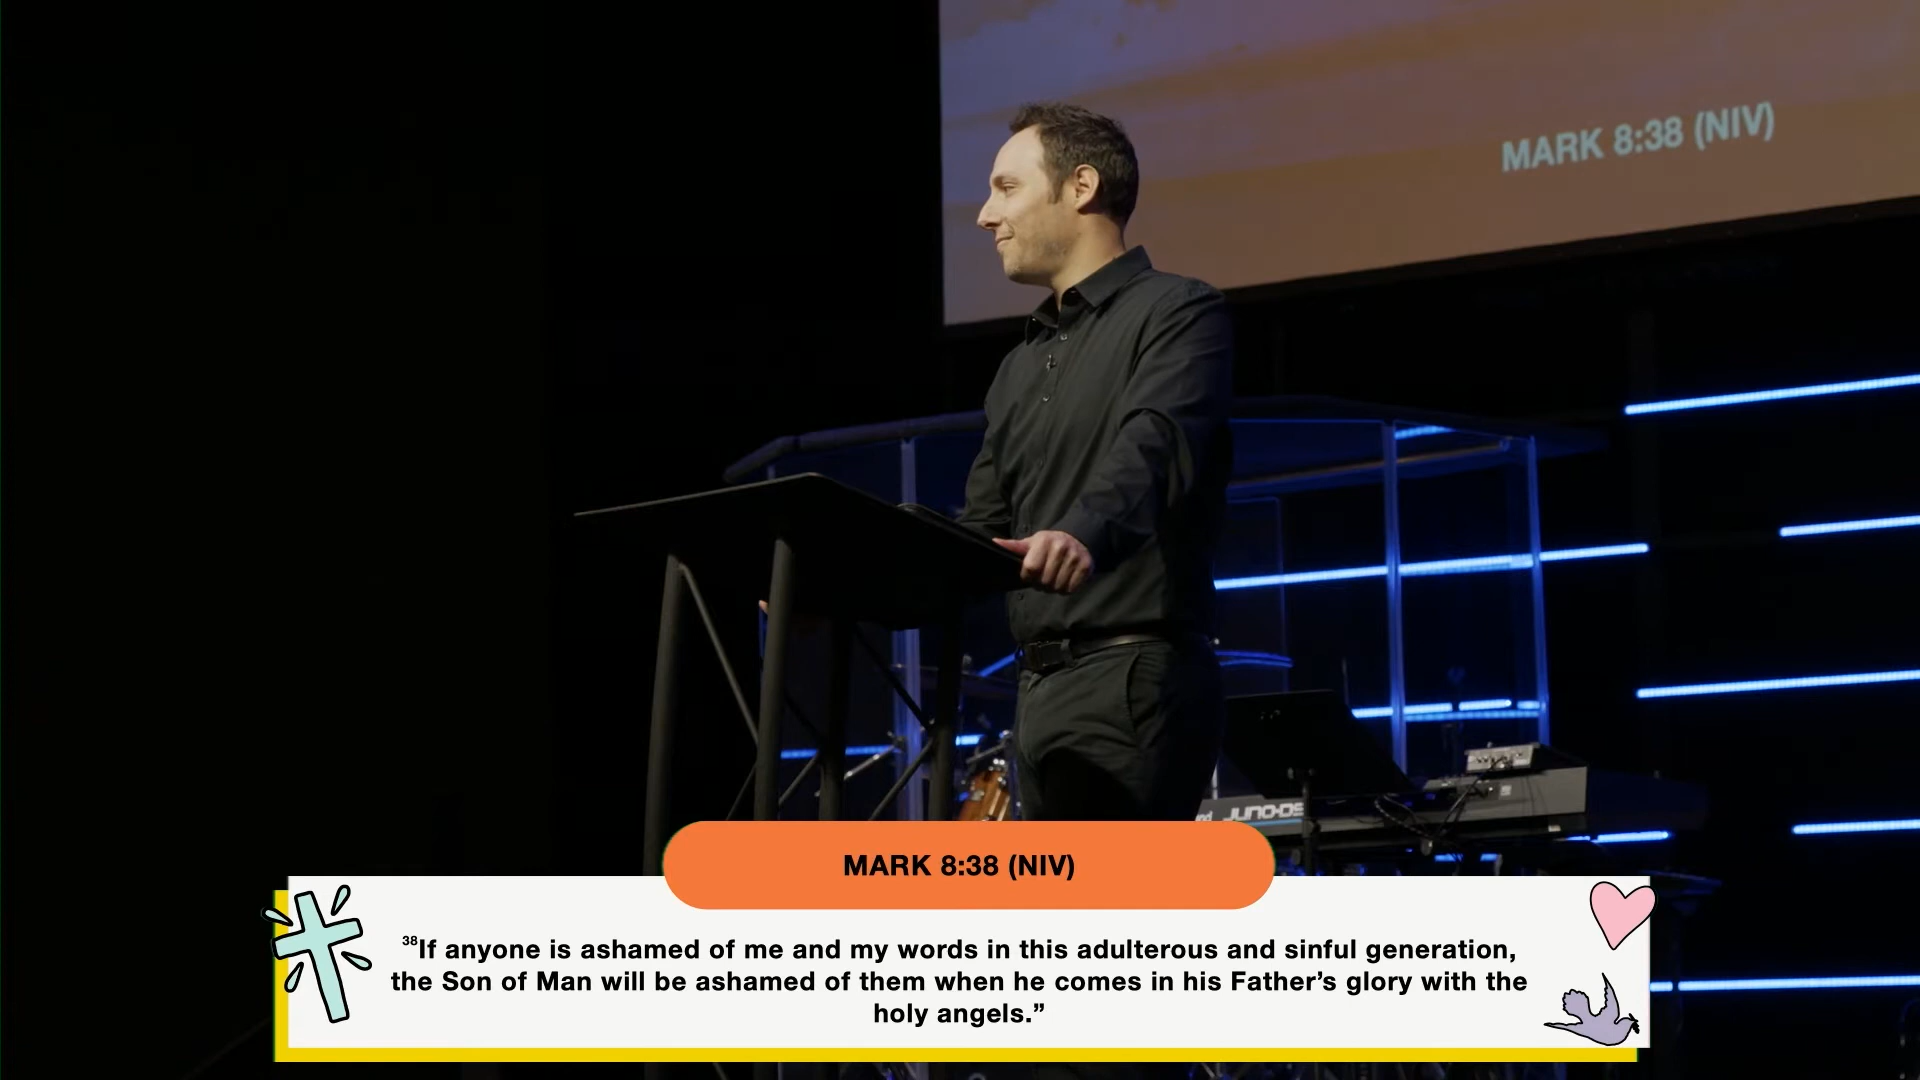 MARK 8:38 (NIV)
JUNO-DS
MARK 8:38 (NIV)
38If anyone is ashamed of me and my words in this adulterous and sinful generation,
the Son of Man will be ashamed of them when he comes in his Father’s glory with the
holy angels.”